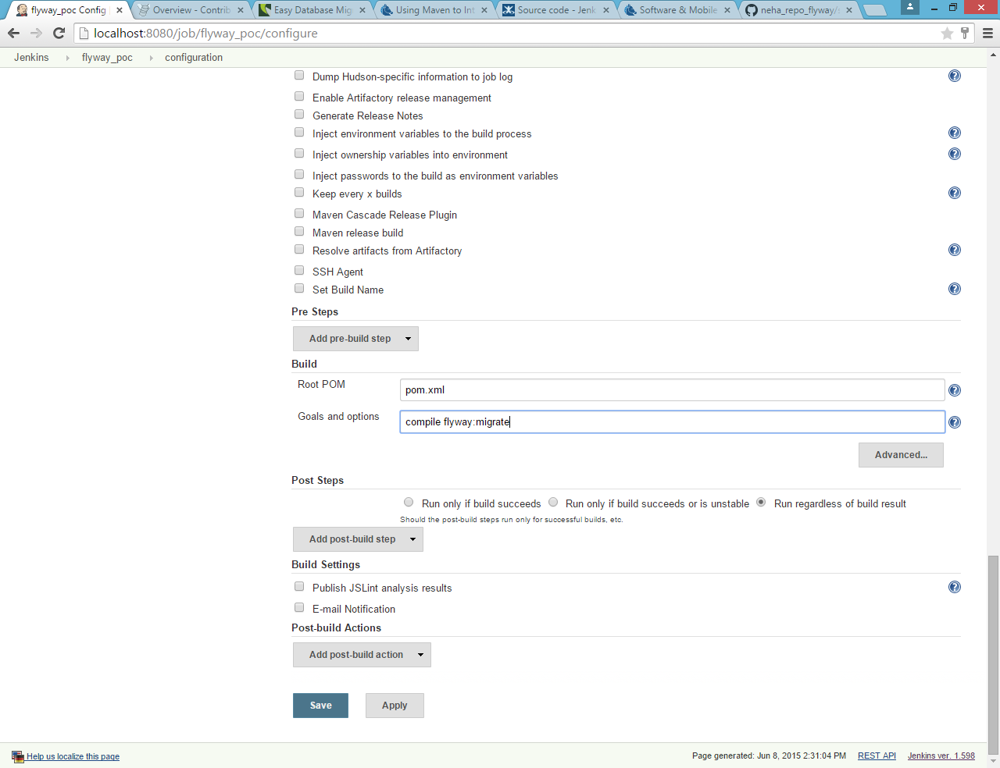 flyway_poc Config
Overview - Contrib
Easy Database Mig
Using Maven to Int
Source code - Jenk
Software & Mobile
neha_repo_flyway/
localhost:8080/job/flyway_poc/configure
Jenkins flyway_poc configuration
Dump Hudson-specific information to job log
Enable Artifactory release management
Generate Release Notes
Inject environment variables to the build process
Inject ownership variables into environment
Inject passwords to the build as environment variables
Keep every x builds
Maven Cascade Release Plugin
Maven release build
Resolve artifacts from Artifactory
SSH Agent
Set Build Name
Pre Steps
Add pre-build step
Build
Root POM pom.xml
Goals and options compile flyway:migrate
Advanced...
Post Steps
Run only if build succeeds Run only if build succeeds or is unstable Run regardless of build result
Should the post-build steps run only for successful builds, etc.
Add post-build step
Build Settings
Publish JSLint analysis results
E-mail Notification
Post-build Actions
Add post-build action
Save Apply
Help us localize this page Page generated: Jun 8, 2015 2:31:04 PM REST API Jenkins ver. 1.598